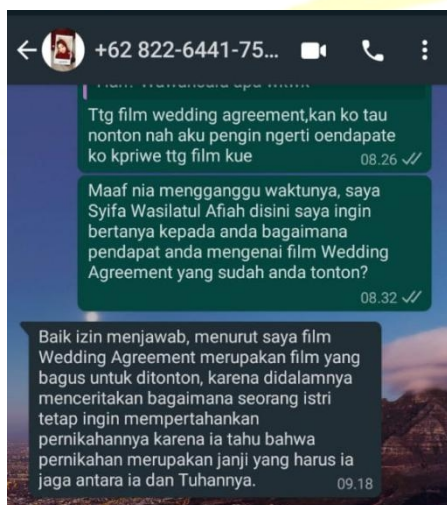 +62 822-6441-75...
Ttg film wedding agreement,kan ko tau
nonton nah aku pengin ngerti oendapate
ko kpriwe ttg film kue
08.26
Maaf nia mengganggu waktunya, saya
Syifa Wasilatul Afiah disini saya ingin
bertanya kepada anda bagaimana
pendapat anda mengenai film Wedding
Agreement yang sudah anda tonton?
08.32
Baik izin menjawab, menurut saya film
Wedding Agreement merupakan film yang
bagus untuk ditonton, karena didalamnya
menceritakan bagaimana seorang istri
tetap ingin mempertahankan
pernikahannya karena ia tahu bahwa
pernikahan merupakan janji yang harus ia
jaga antara ia dan Tuhannya.
09.18